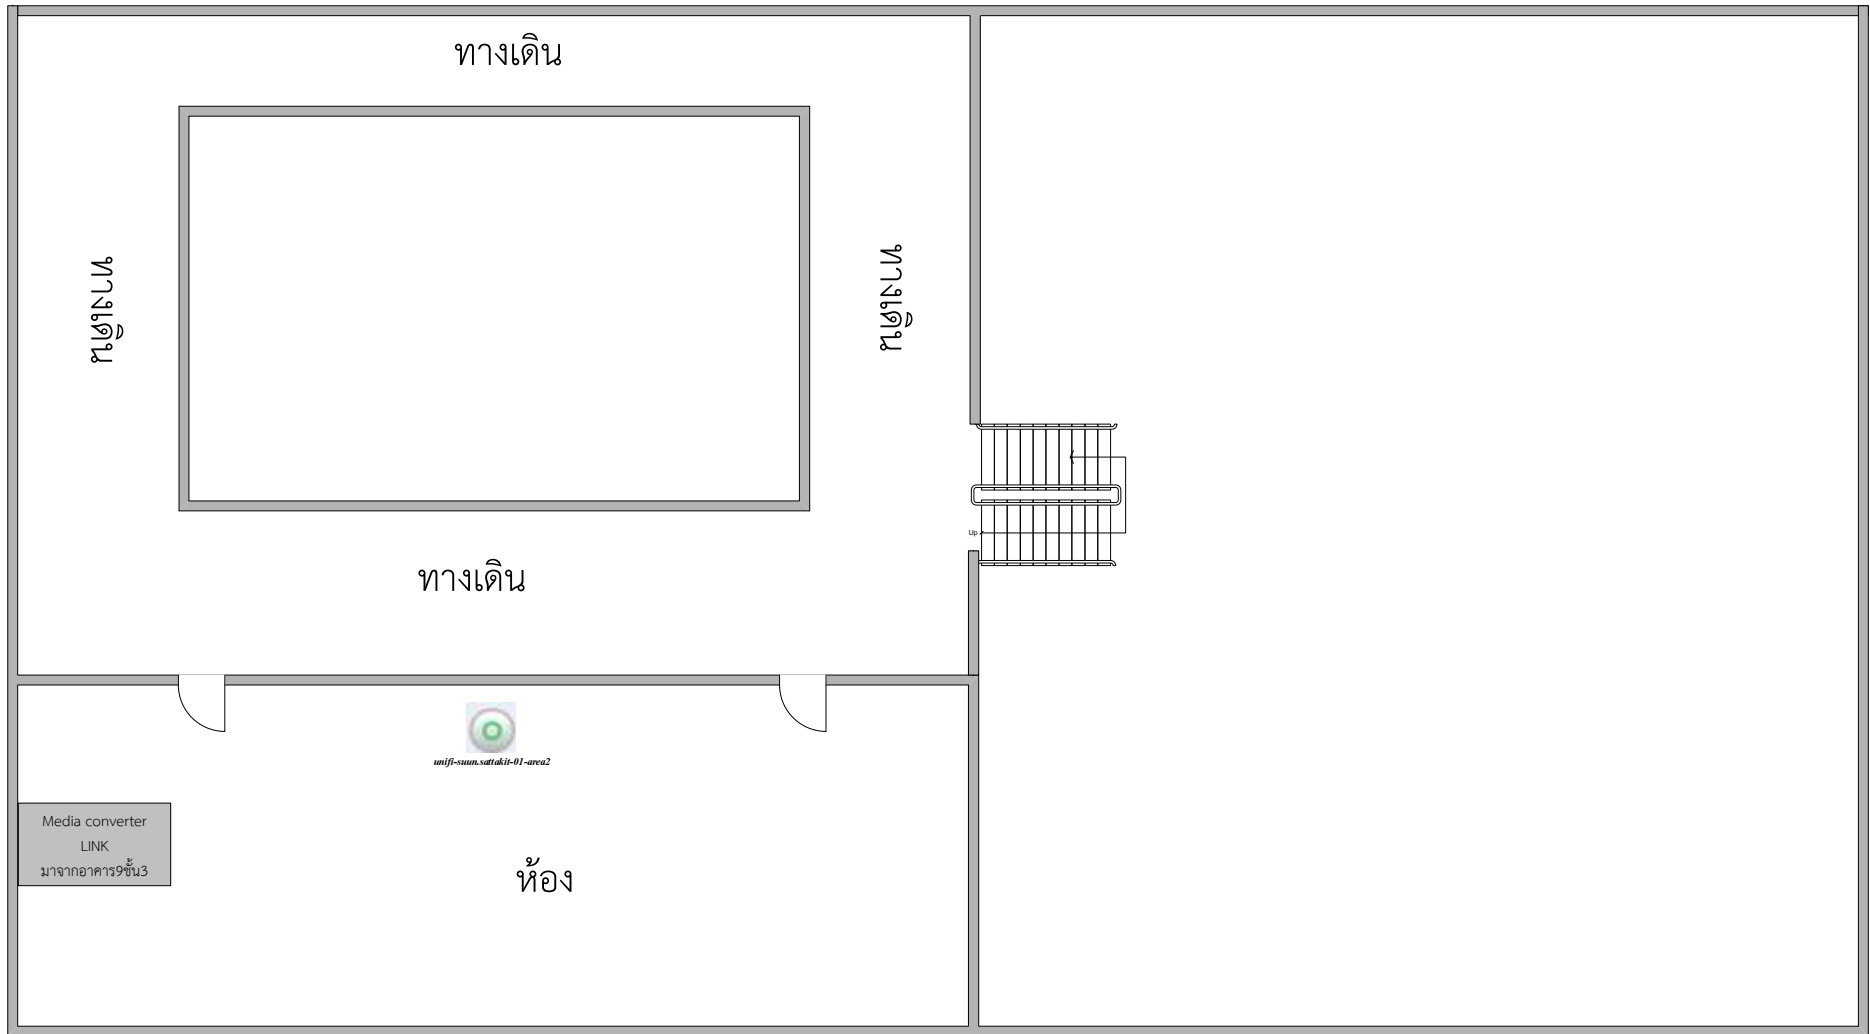 ทางเดิน
ทางเดิน
ทางเดิน
Up
ทางเดิน
unifi-suun.sattakit-01-area2
Media converter
LINK
มาจากอาคาร9ชั้น3
ห้อง